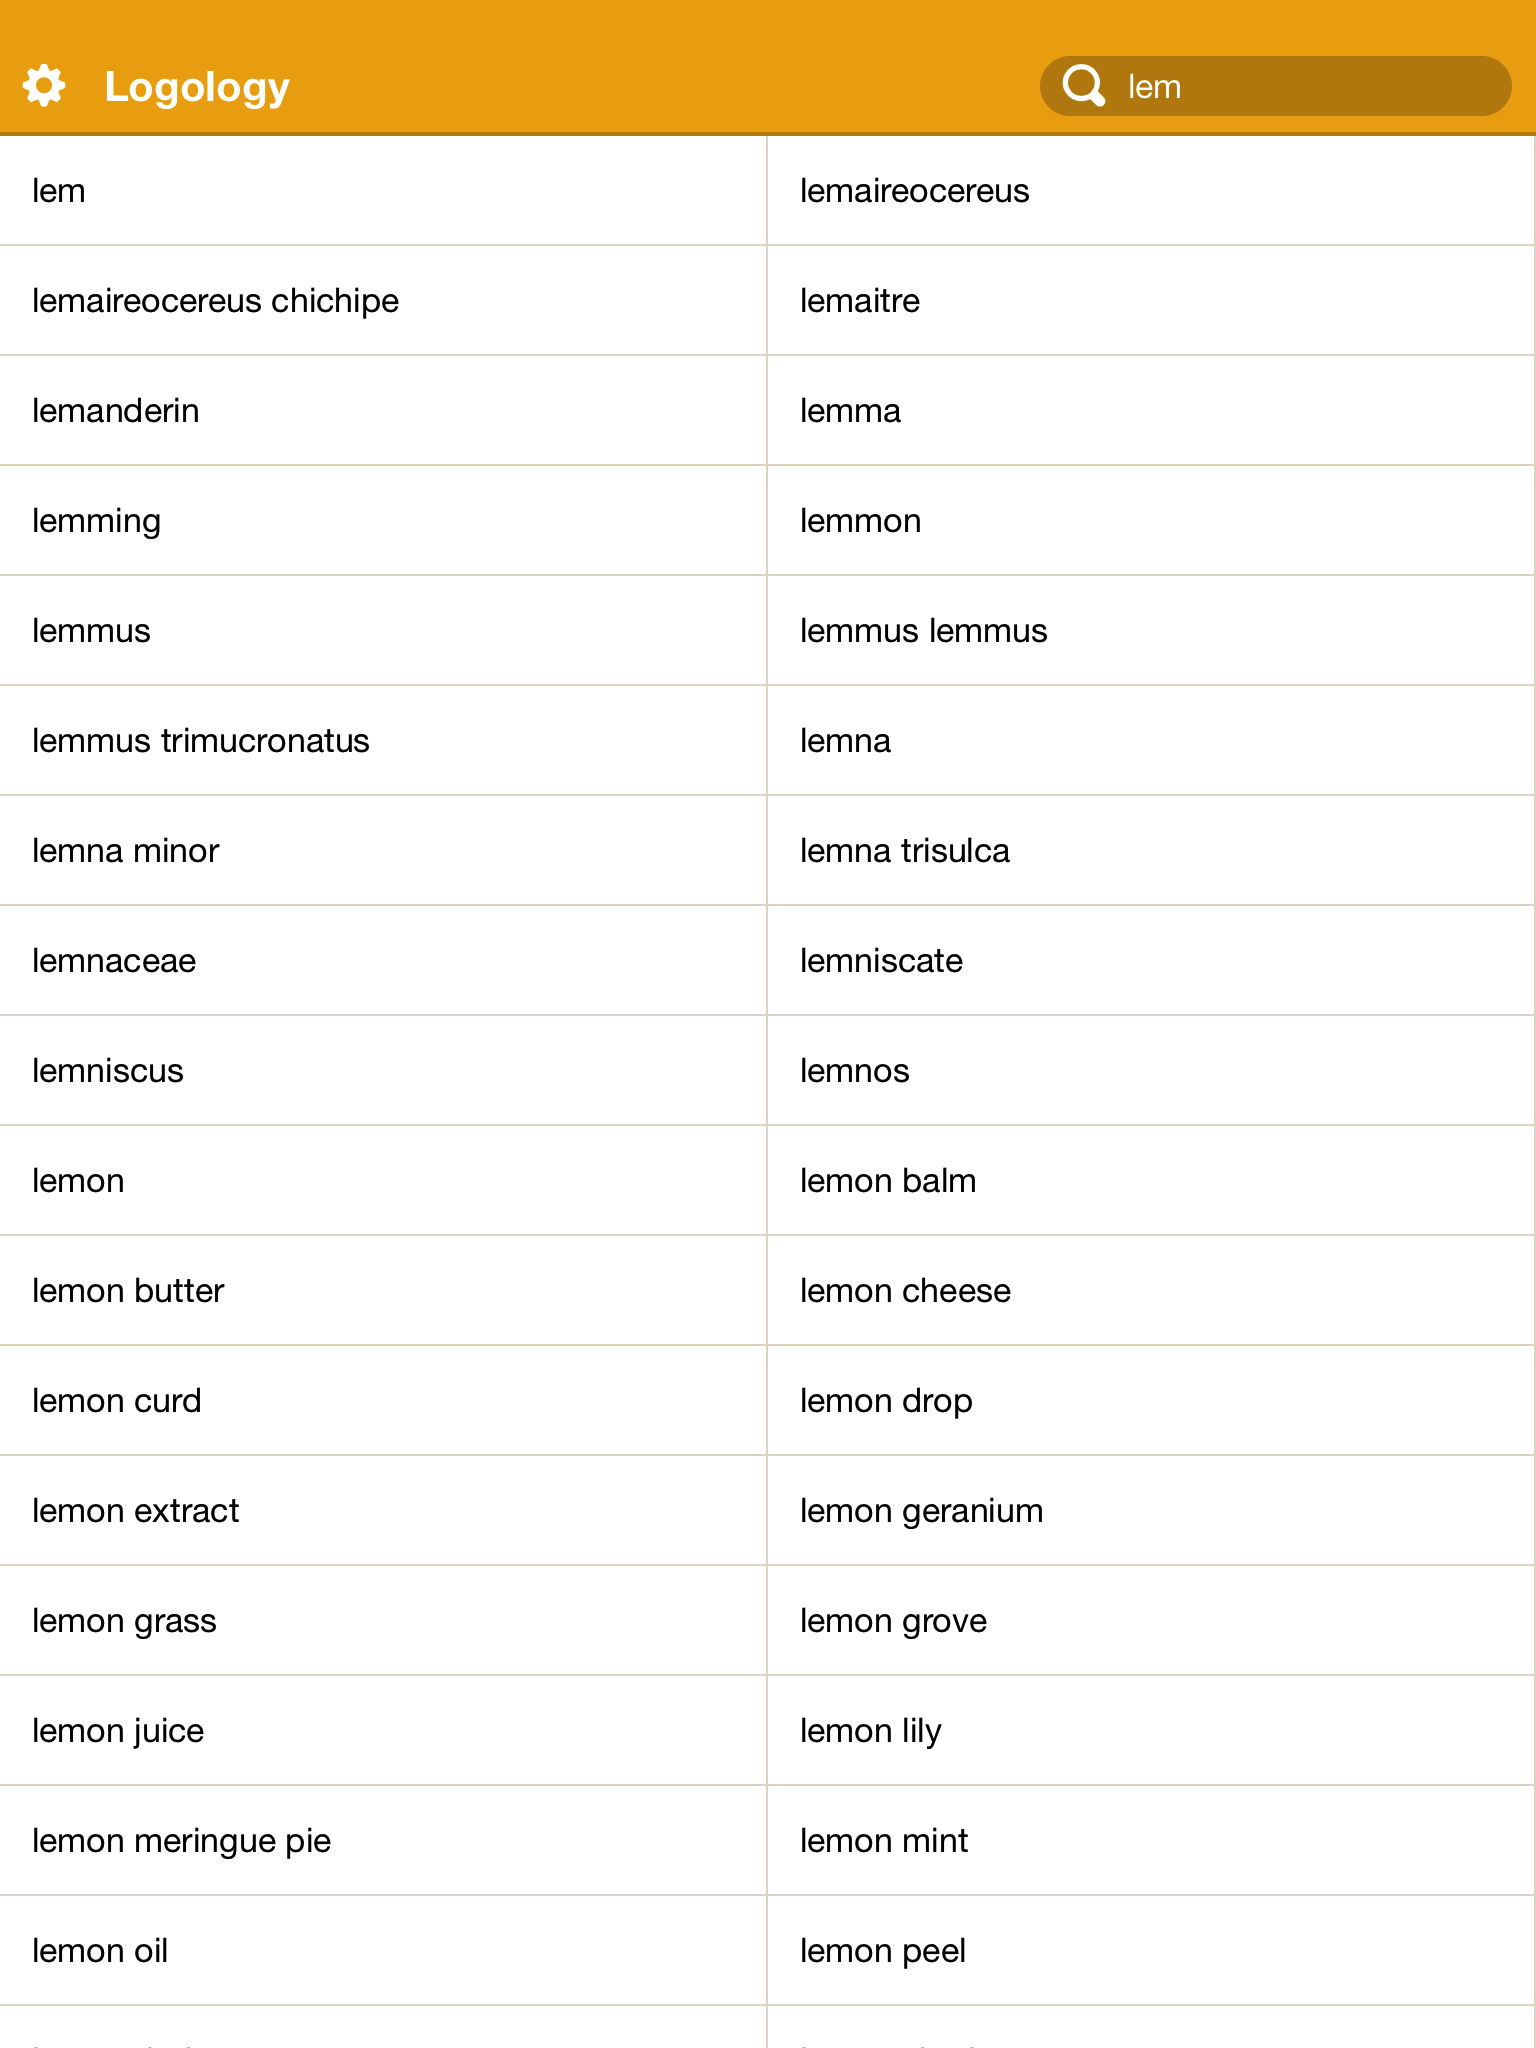 Logology
lem
lem
lemaireocereus
lemaireocereus chichipe
lemaitre
lemanderin
lemma
lemming
lemmon
lemmus
lemmus lemmus
lemmus trimucronatus
lemna
lemna minor
lemna trisulca
lemnaceae
lemniscate
lemniscus
lemnos
lemon
lemon balm
lemon butter
lemon cheese
lemon curd
lemon drop
lemon extract
lemon geranium
lemon grass
lemon grove
lemon juice
lemon lily
lemon meringue pie
lemon mint
lemon oil
lemon peel